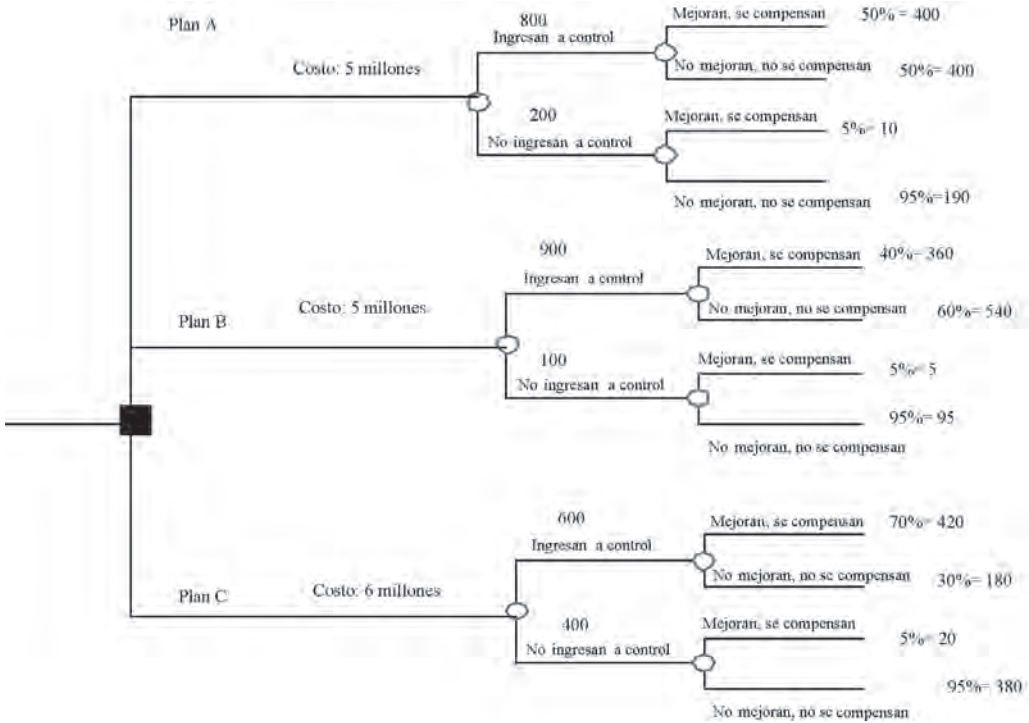 Plan A
Costo: 5 millones
800
Ingresan a control
Mejoran, se compensan 50% = 400
No mejoran, no se compensan 50%= 400
200
No ingresan a control
Mejoran, se compensan 5%= 10
No mejoran, no se compensan 95%=190
Plan B
Costo: 5 millones
900
Ingresan a control
Mejoran, se compensan 40%= 360
No mejoran, no se compensan 60%= 540
100
No ingresan a control
Mejoran, se compensan 5%= 5
95%= 95
No mejoran, no se compensan
Plan C
Costo: 6 millones
600
Ingresan a control
Mejoran, se compensan 70%= 420
No mejoran, no se compensan 30%= 180
400
No ingresan a control
Mejoran, se compensan 5%= 20
95%= 380
No mejoran, no se compensan